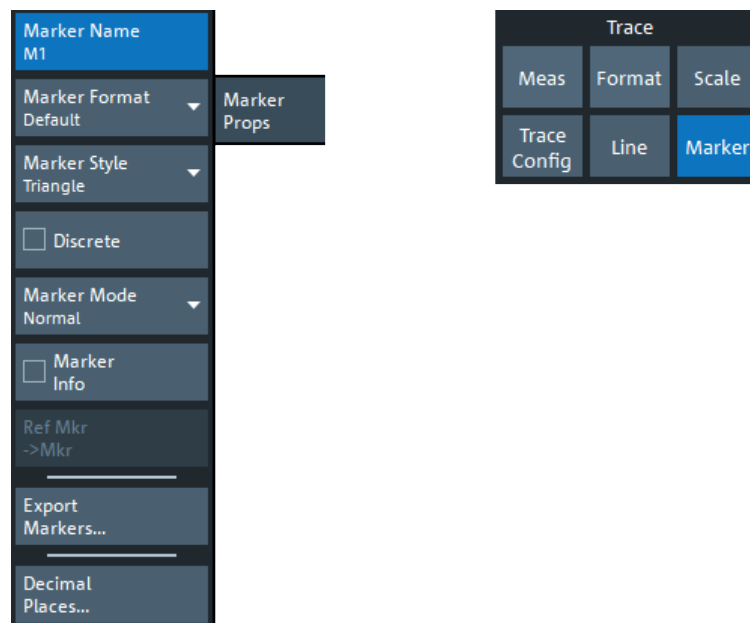 Marker Name
M1
Marker Format
Default
Marker Style
Triangle
Discrete
Marker Mode
Normal
Marker
Info
Ref Mkr
->Mkr
Export
Markers...
Decimal
Places...
Marker
Props
Trace
Meas
Format
Scale
Trace
Config
Line
Marker